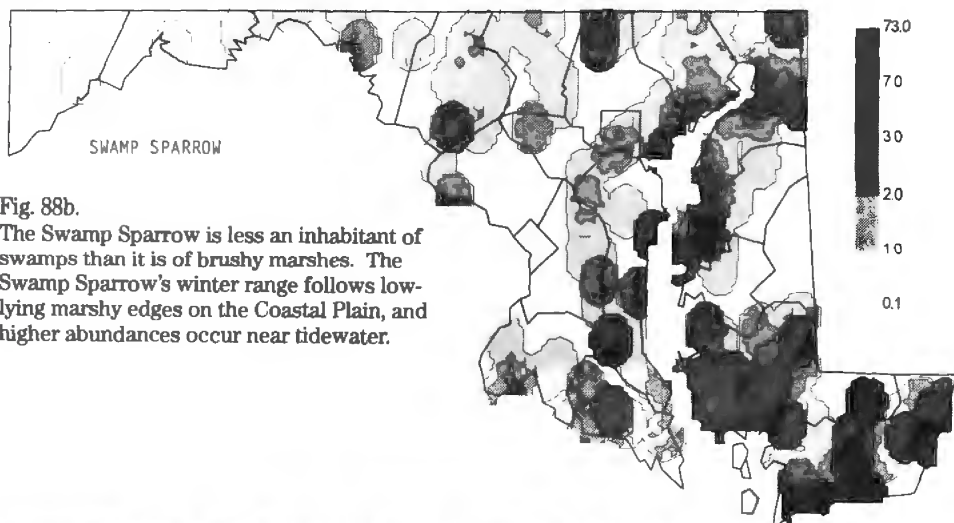 73.0
7 0
3 0
2.0
1 0
0.1
SWAMP SPARROW
Fig. 88b.
The Swamp Sparrow is less an inhabitant of
swamps than it is of brushy marshes. The
Swamp Sparrow's winter range follows low-
lying marshy edges on the Coastal Plain, and
higher abundances occur near tidewater.